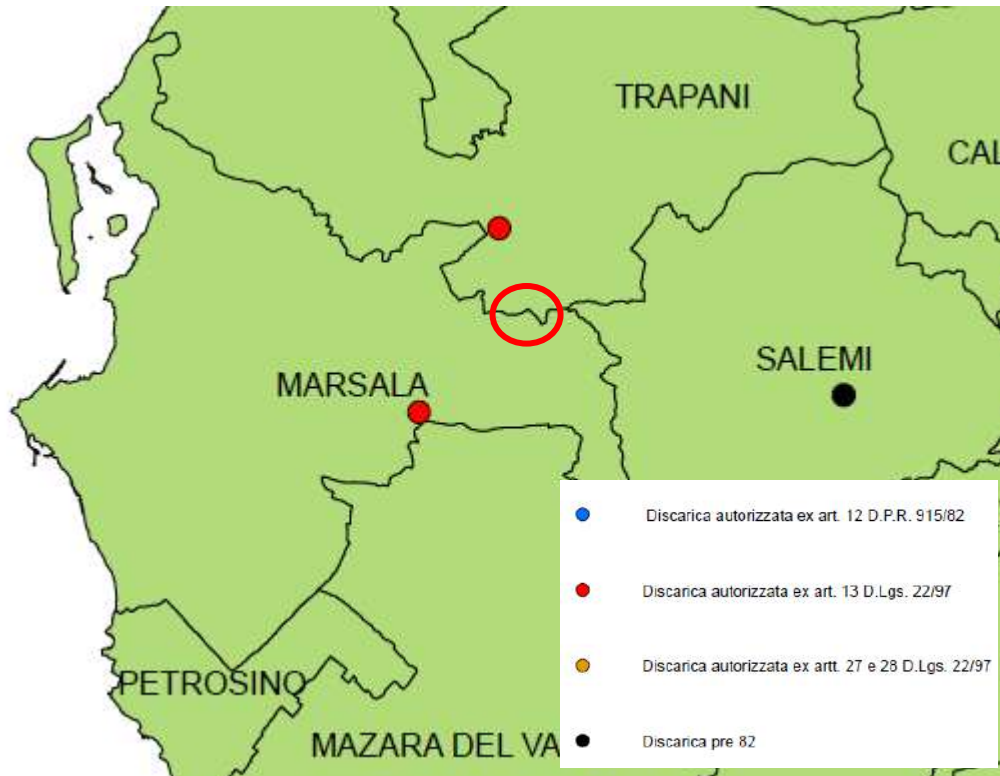 TRAPANI
CAL
SALEMI
MARSALA
Discarica autorizzata ex art. 12 D.P.R. 915/82
Discarica autorizzata ex art. 13 D.Lgs. 22/97
Discarica autorizzata ex artt. 27 e 28 D.Lgs. 22/97
PETROSINO
MAZARA DEL VA
Discarica pre 82